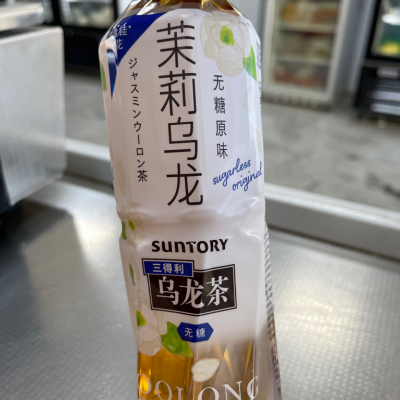 茉莉乌龙
ジャスミンウーロン茶
无糖原味
sugarless
original
SUNTORY
三得利
乌龙茶
无糖
OOLONG